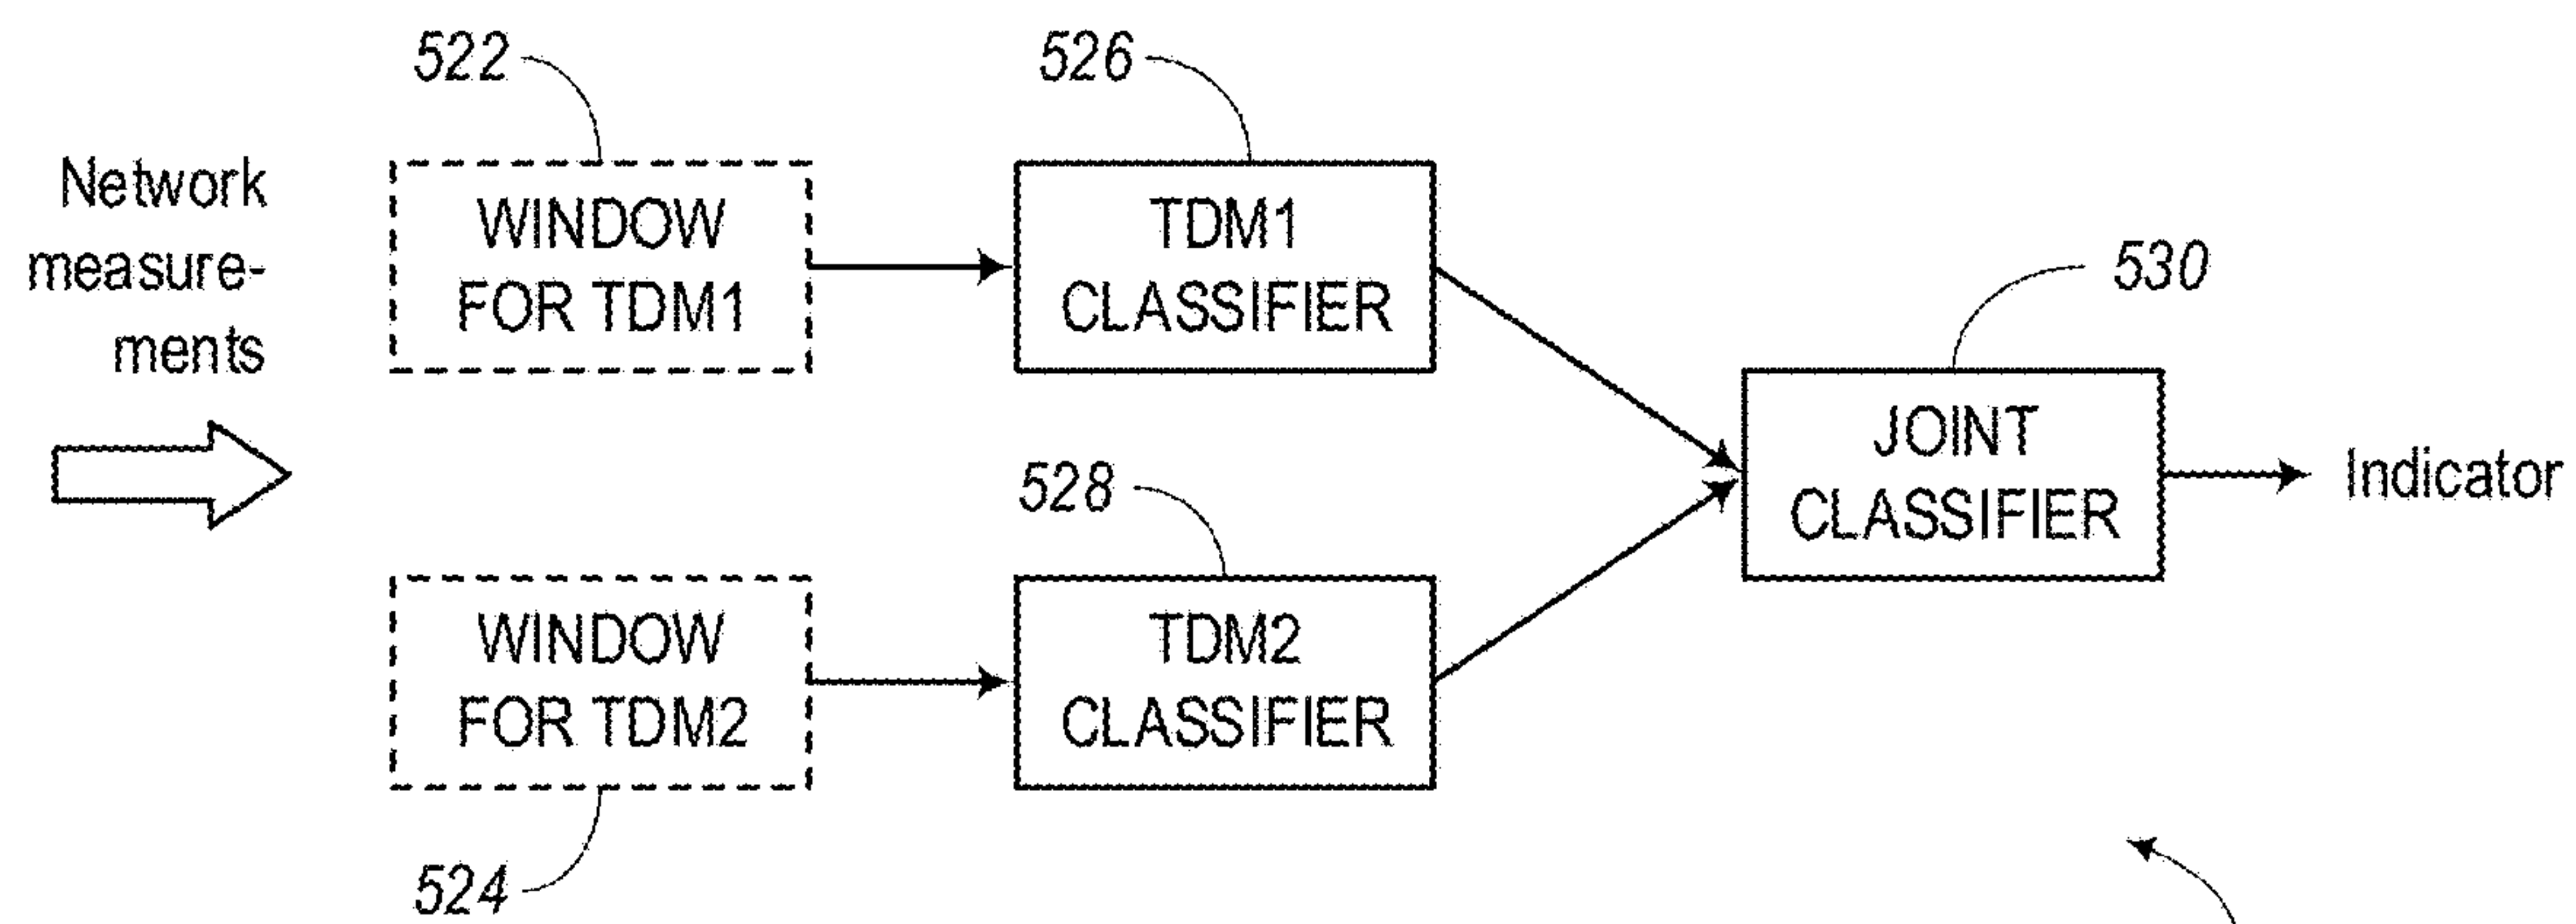 522
526
Network
measure-
ments
WINDOW
FOR TDM1
TDM1
CLASSIFIER
530
JOINT
CLASSIFIER
Indicator
528
WINDOW
FOR TDM2
TDM2
CLASSIFIER
524